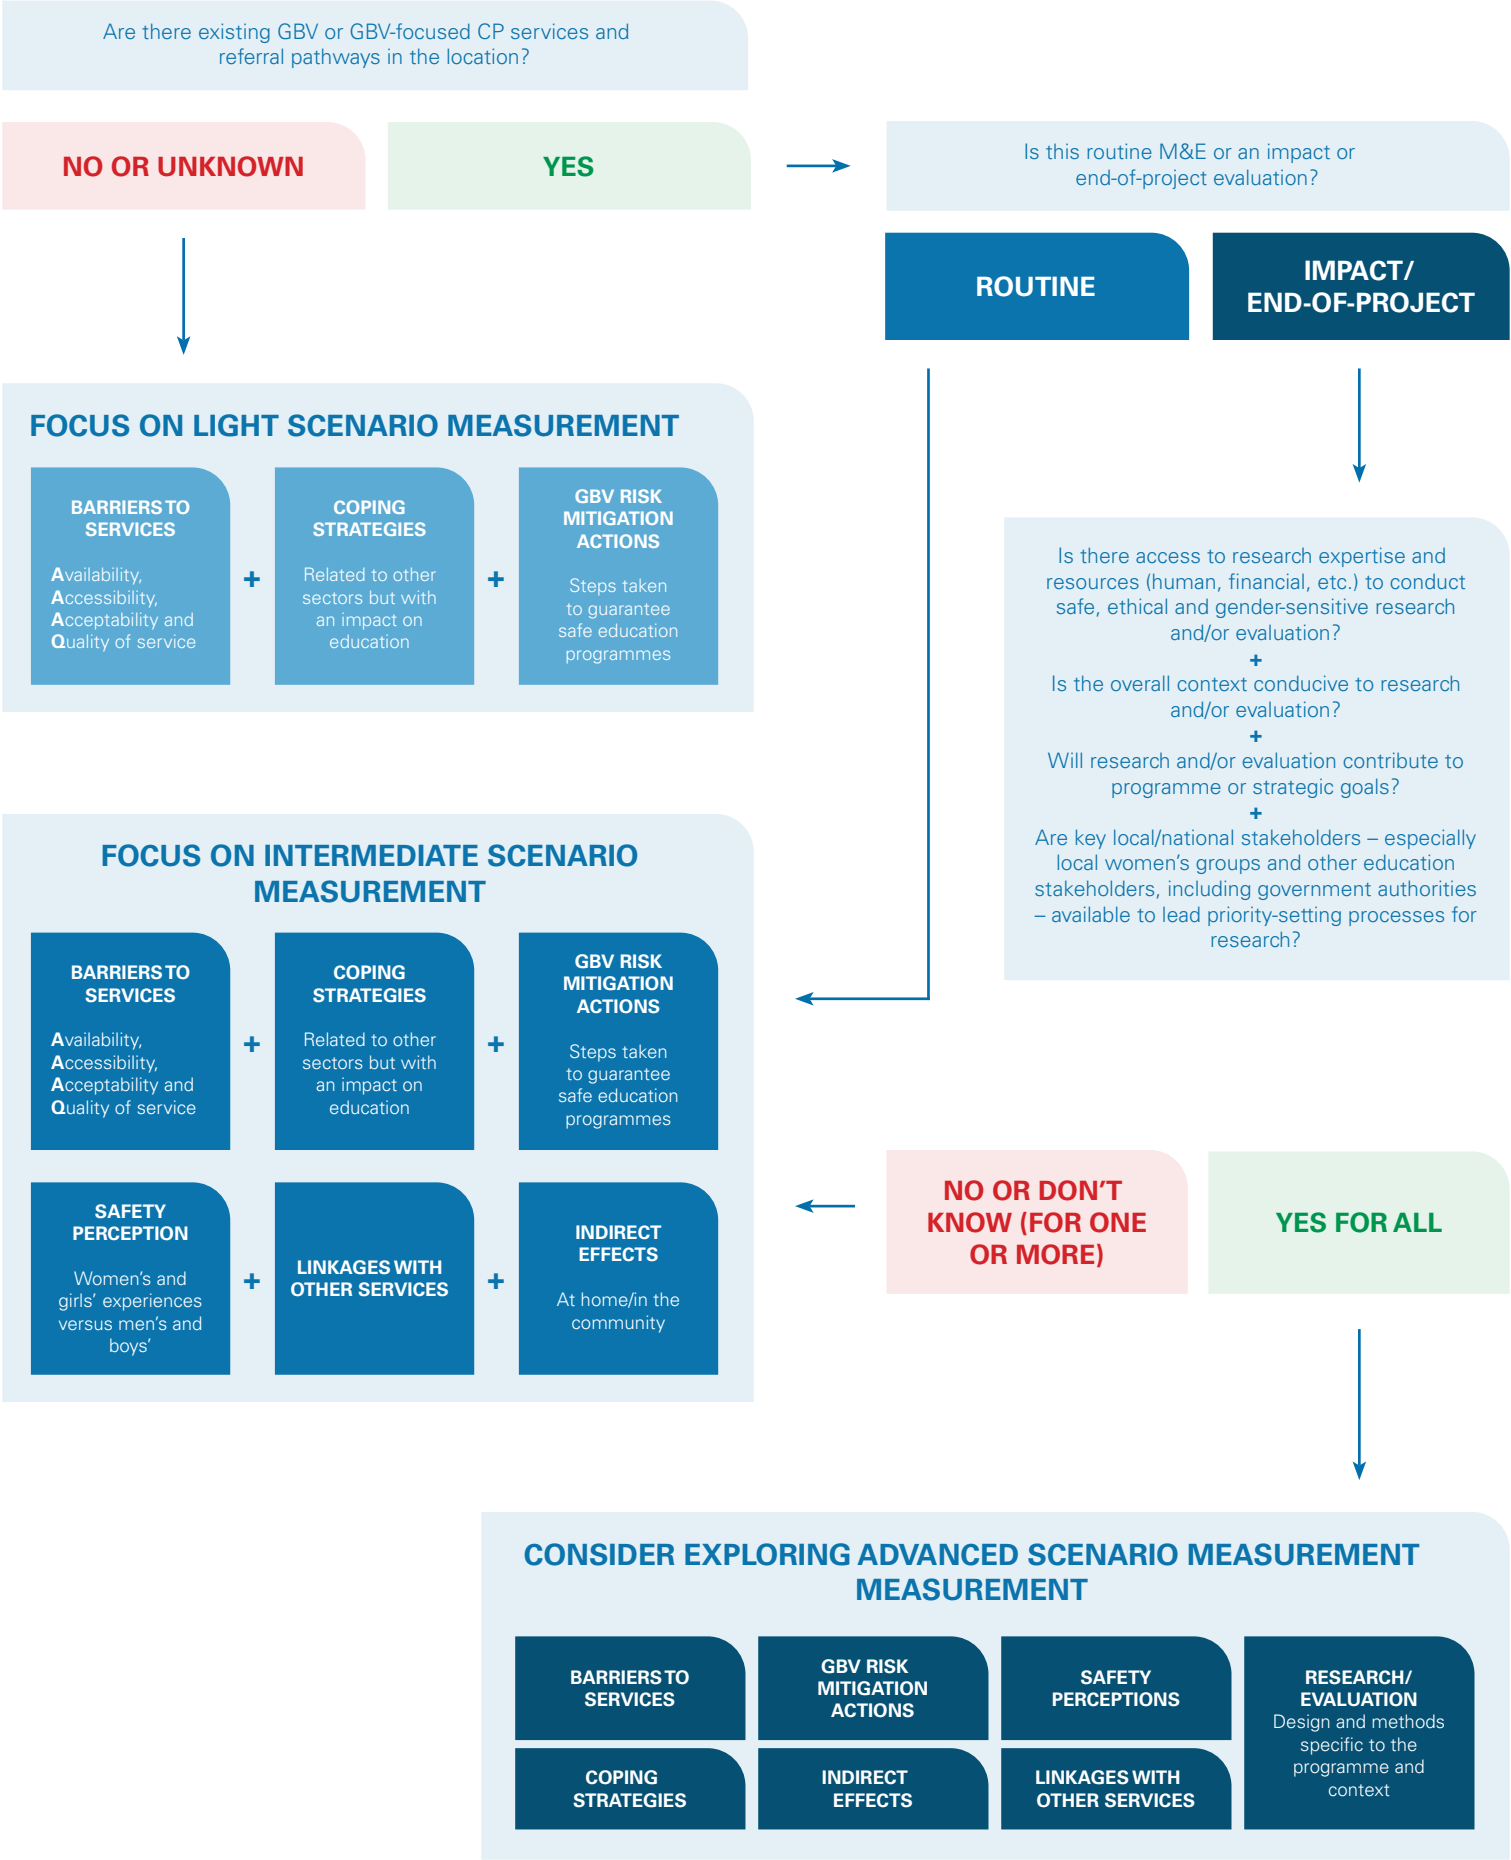 Are there existing GBV or GBV-focused CP services and
referral pathways in the location?
NO OR UNKNOWN
YES
Is this routine M&E or an impact or
end-of-project evaluation?
ROUTINE
IMPACT/
END-OF-PROJECT
FOCUS ON LIGHT SCENARIO MEASUREMENT
BARRIERS TO
SERVICES
Availability,
Accessibility,
Acceptability and
Quality of service
+
COPING
STRATEGIES
Related to other
sectors but with
an impact on
education
+
GBV RISK
MITIGATION
ACTIONS
Steps taken
to guarantee
safe education
programmes
Is there access to research expertise and
resources (human, financial, etc.) to conduct
safe, ethical and gender-sensitive research
and/or evaluation?
+
Is the overall context conducive to research
and/or evaluation?
+
Will research and/or evaluation contribute to
programme or strategic goals?
+
Are key local/national stakeholders – especially
local women’s groups and other education
stakeholders, including government authorities
– available to lead priority-setting processes for
research?
FOCUS ON INTERMEDIATE SCENARIO
MEASUREMENT
BARRIERS TO
SERVICES
Availability,
Accessibility,
Acceptability and
Quality of service
+
COPING
STRATEGIES
Related to other
sectors but with
an impact on
education
+
GBV RISK
MITIGATION
ACTIONS
Steps taken
to guarantee
safe education
programmes
SAFETY
PERCEPTION
Women’s and
girls’ experiences
versus men’s and
boys’
+
LINKAGES WITH
OTHER SERVICES
+
INDIRECT
EFFECTS
At home/in the
community
NO OR DON’T
KNOW (FOR ONE
OR MORE)
YES FOR ALL
CONSIDER EXPLORING ADVANCED SCENARIO MEASUREMENT
MEASUREMENT
BARRIERS TO
SERVICES
GBV RISK
MITIGATION
ACTIONS
SAFETY
PERCEPTIONS
RESEARCH/
EVALUATION
Design and methods
specific to the
programme and
context
COPING
STRATEGIES
INDIRECT
EFFECTS
LINKAGES WITH
OTHER SERVICES